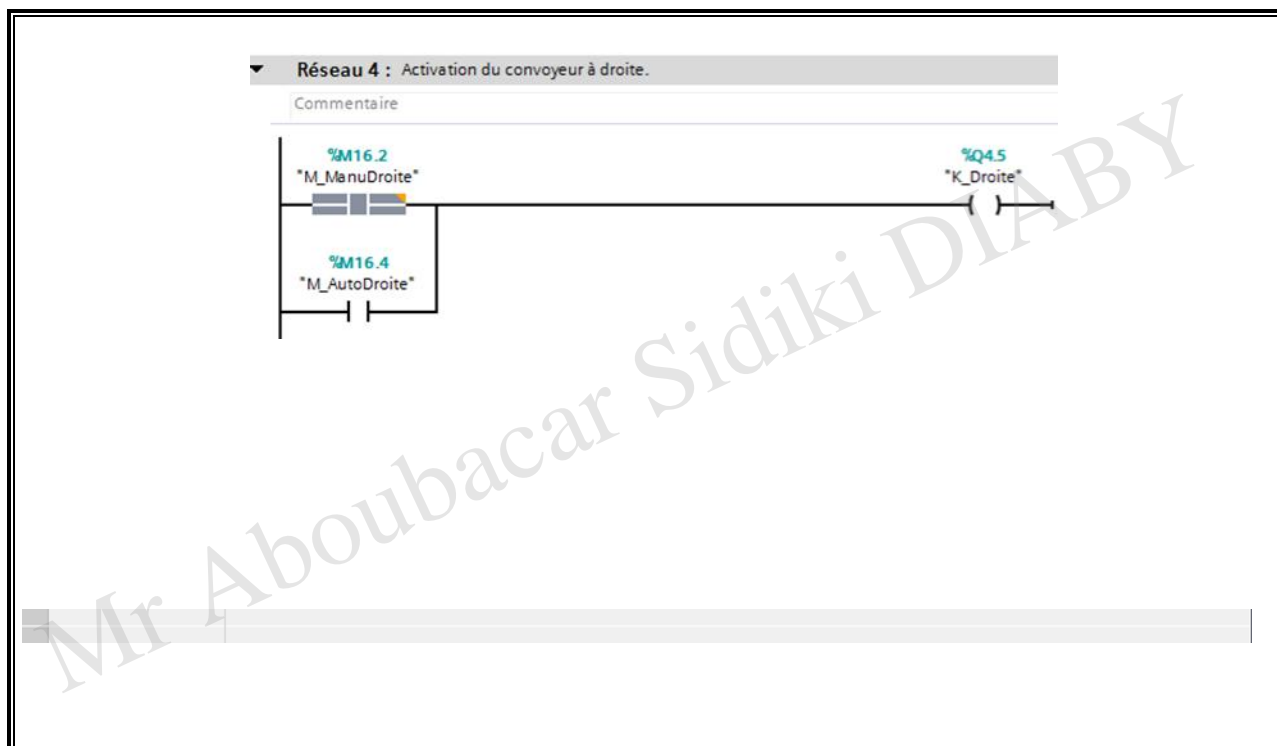 Réseau 4 : Activation du convoyeur à droite.
Commentaire
%M16.2
"M_ManuDroite"
%Q4.5
"K_Droite"
%M16.4
"M_AutoDroite"
Mr Aboubacar Sidiki DIABY